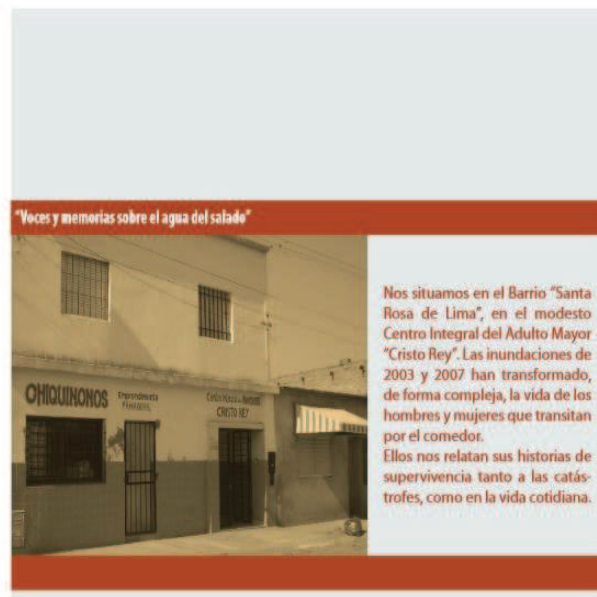 "Voces y memorias sobre el agua del salado"
Nos situamos en el Barrio "Santa
Rosa de Lima", en el modesto
Centro Integral del Adulto Mayor
"Cristo Rey". Las inundaciones de
2003 y 2007 han transformado,
de forma compleja, la vida de los
hombres y mujeres que transitan
por el comedor.
Ellos nos relatan sus historias de
supervivencia tanto a las catás-
trofes, como en la vida cotidiana.
CHIQUINONOS
Emprendimiento
CRISTO REY